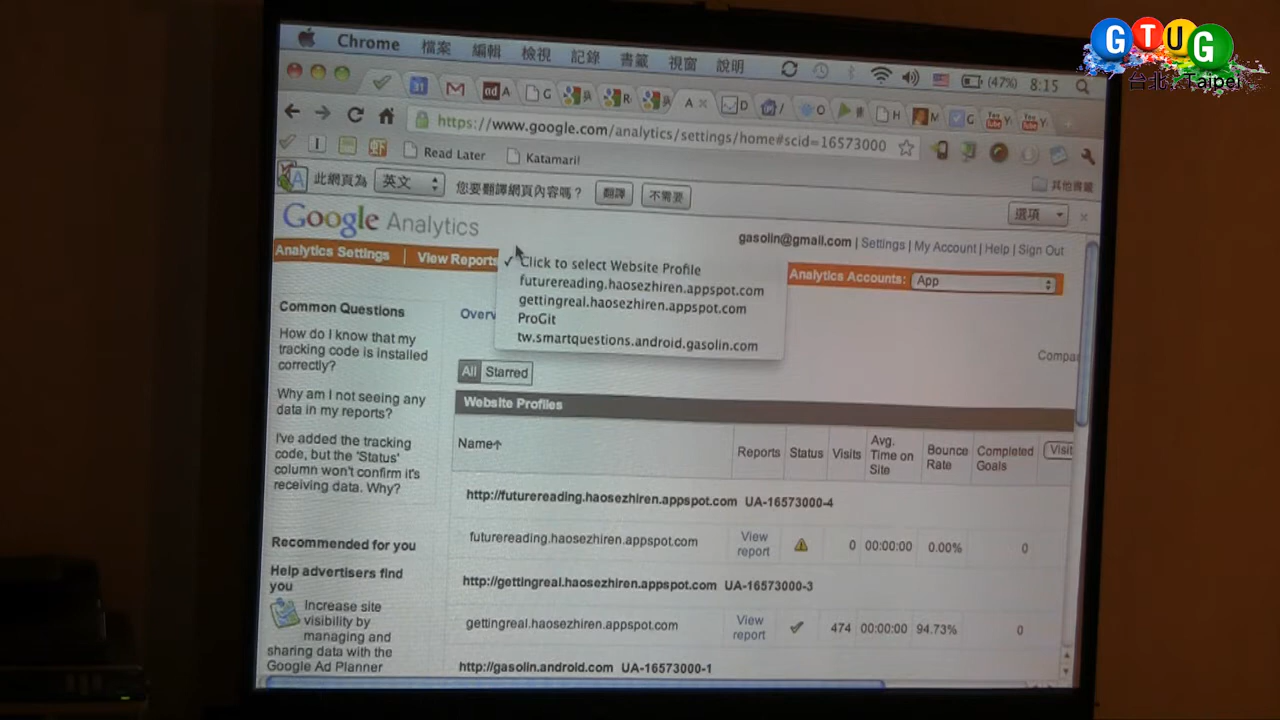 GTUG
台北 Taipei
Chrome 檔案 編輯 檢視 記錄 書籤 視窗 說明 (47%) 8:15
https://www.google.com/analytics/settings/home#scid=16573000
Read Later Katamari!
其他書籤
此網頁為 英文 您要翻譯網頁內容嗎？ 翻譯 不需要 選項
Google Analytics
gasolin@gmail.com | Settings | My Account | Help | Sign Out
Analytics Settings | View Reports
Analytics Accounts: App
✓ Click to select Website Profile
futurereading.haosezhiren.appspot.com
gettingreal.haosezhiren.appspot.com
ProGit
tw.smartquestions.android.gasolin.com
Common Questions
How do I know that my
tracking code is installed
correctly?
Why am I not seeing any
data in my reports?
I've added the tracking
code, but the 'Status'
column won't confirm it's
receiving data. Why?
Recommended for you
Help advertisers find
you
Increase site
visibility by
managing and
sharing data with the
Google Ad Planner
All Starred
Website Profiles
Name↑ Reports Status Visits Avg. Time on Site Bounce Rate Completed Goals
http://futurereading.haosezhiren.appspot.com UA-16573000-4
futurereading.haosezhiren.appspot.com View report 0 00:00:00 0.00% 0
http://gettingreal.haosezhiren.appspot.com UA-16573000-3
gettingreal.haosezhiren.appspot.com View report 474 00:00:00 94.73% 0
http://gasolin.android.com UA-16573000-1